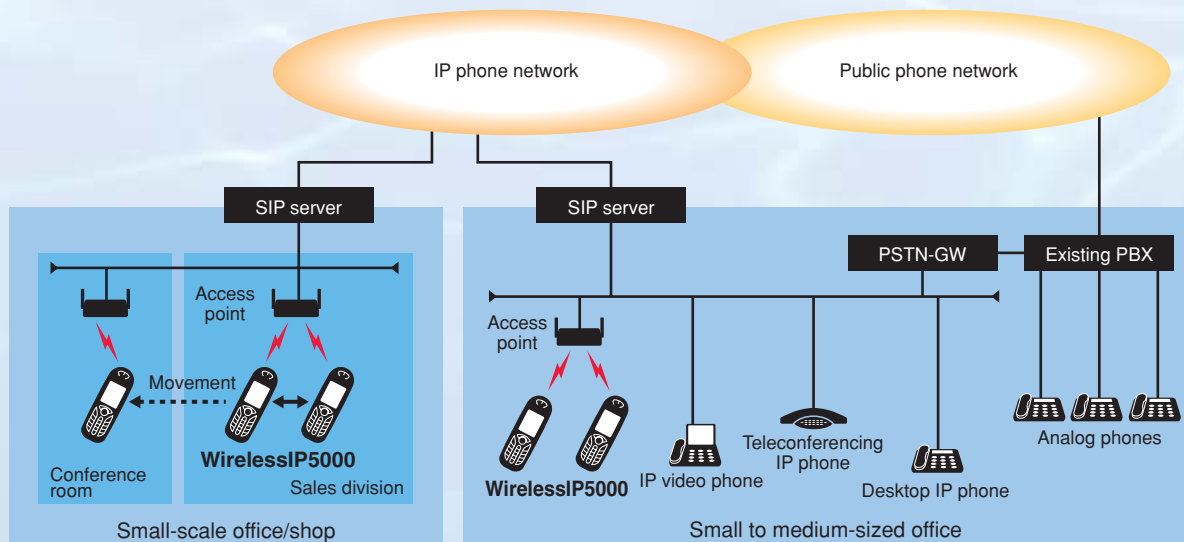 IP phone network
Public phone network
SIP server
SIP server
PSTN-GW
Existing PBX
Access
point
Movement
WirelessIP5000
Conference
room
Sales division
Small-scale office/shop
Access
point
WirelessIP5000
IP video phone
Teleconferencing
IP phone
Desktop IP phone
Analog phones
Small to medium-sized office